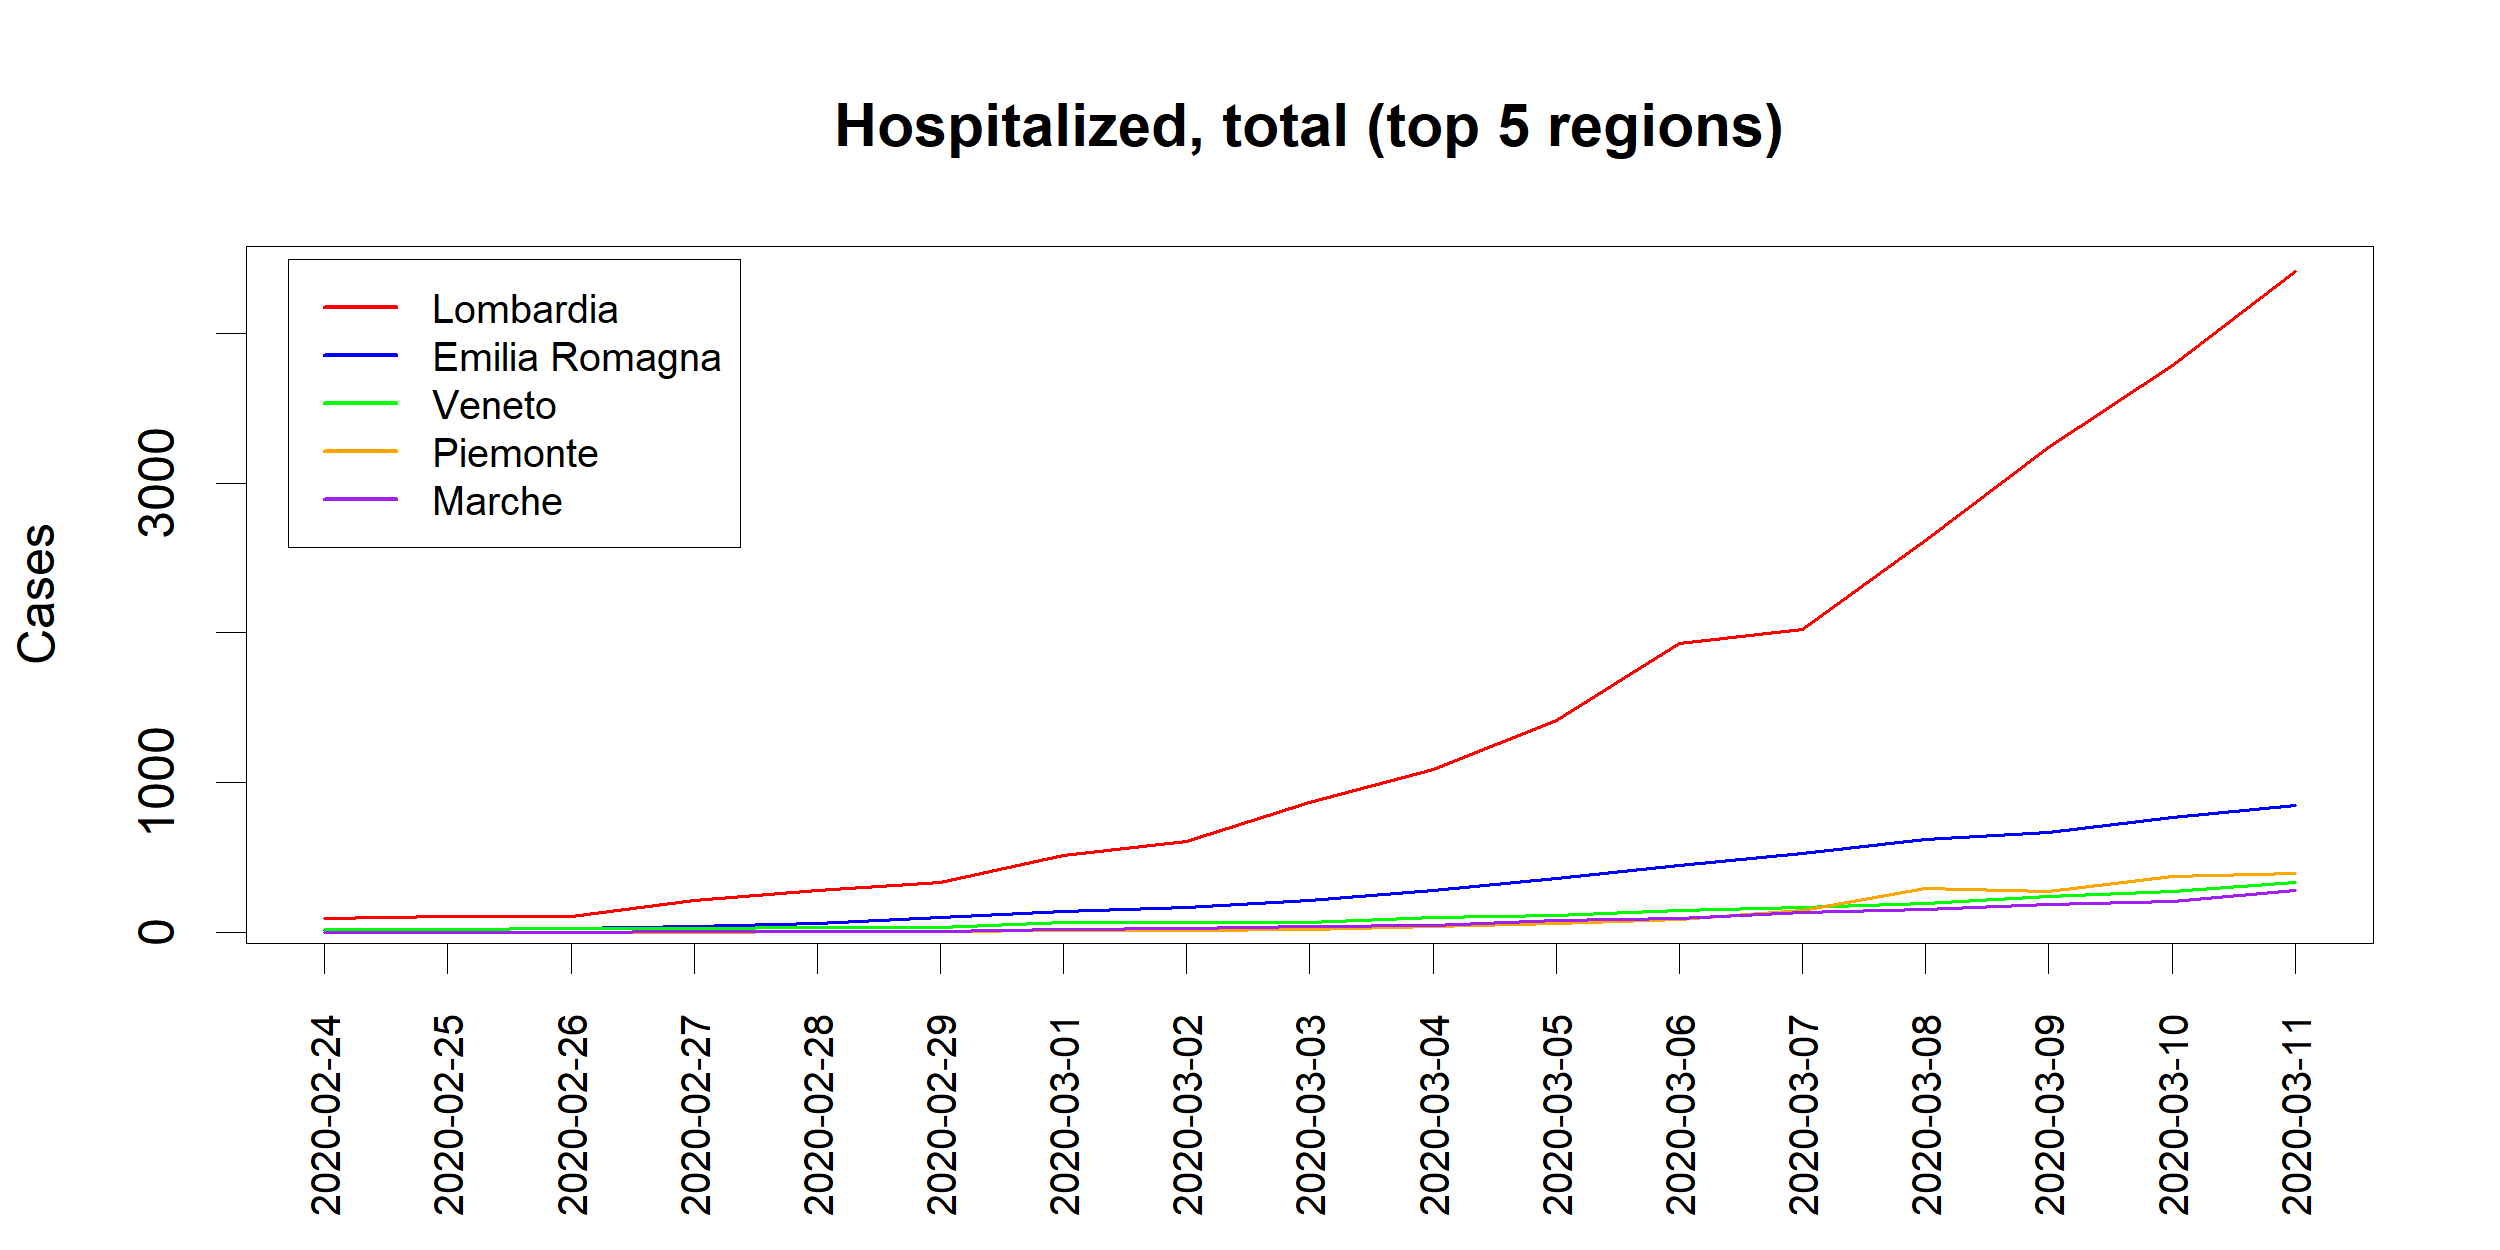 Hospitalized, total (top 5 regions)
Lombardia
Emilia Romagna
Veneto
Piemonte
Marche
Cases
3000
1000
0
2020-02-24
2020-02-25
2020-02-26
2020-02-27
2020-02-28
2020-02-29
2020-03-01
2020-03-02
2020-03-03
2020-03-04
2020-03-05
2020-03-06
2020-03-07
2020-03-08
2020-03-09
2020-03-10
2020-03-11